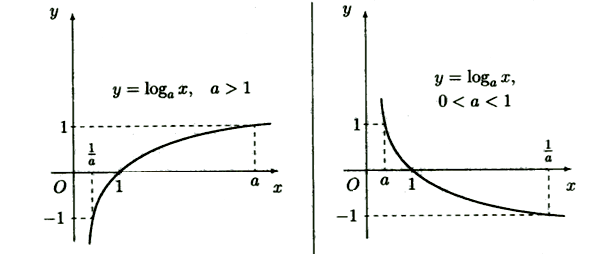 y
y = logₐ x, a > 1
1
1/a
O
1
a
x
−1
y
y = logₐ x,
0 < a < 1
1
1/a
O
a
1
x
−1